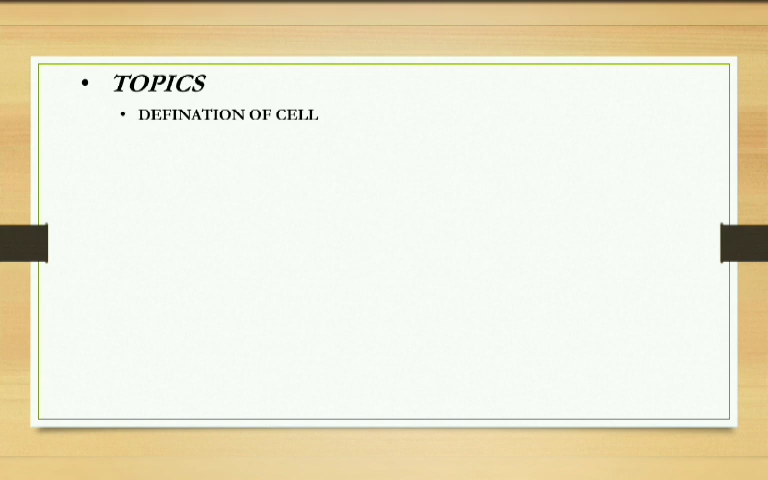 • TOPICS
• DEFINATION OF CELL